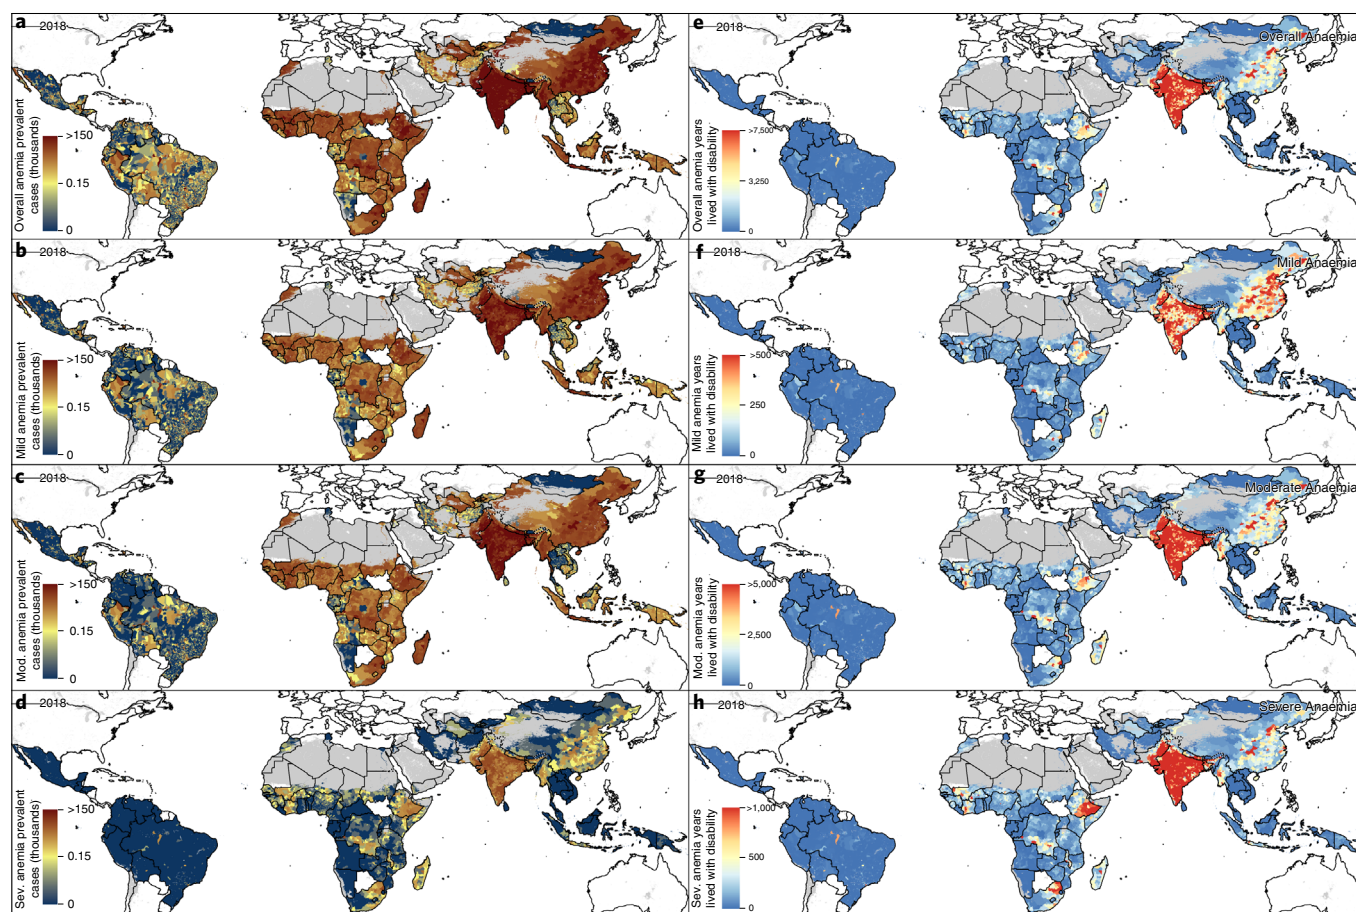 a
2018
Overall anemia prevalent
cases (thousands)
>150
0.15
0
e
2018
Overall Anaemia
Overall anemia years
lived with disability
>7,500
3,250
0
b
2018
Mild anemia prevalent
cases (thousands)
>150
0.15
0
f
2018
Mild Anaemia
Mild anemia years
lived with disability
>500
250
0
c
2018
Mod. anemia prevalent
cases (thousands)
>150
0.15
0
g
2018
Moderate Anaemia
Mod. anemia years
lived with disability
>5,000
2,500
0
d
2018
Sev. anemia prevalent
cases (thousands)
>150
0.15
0
h
2018
Severe Anaemia
Sev. anemia years
lived with disability
>1,000
500
0